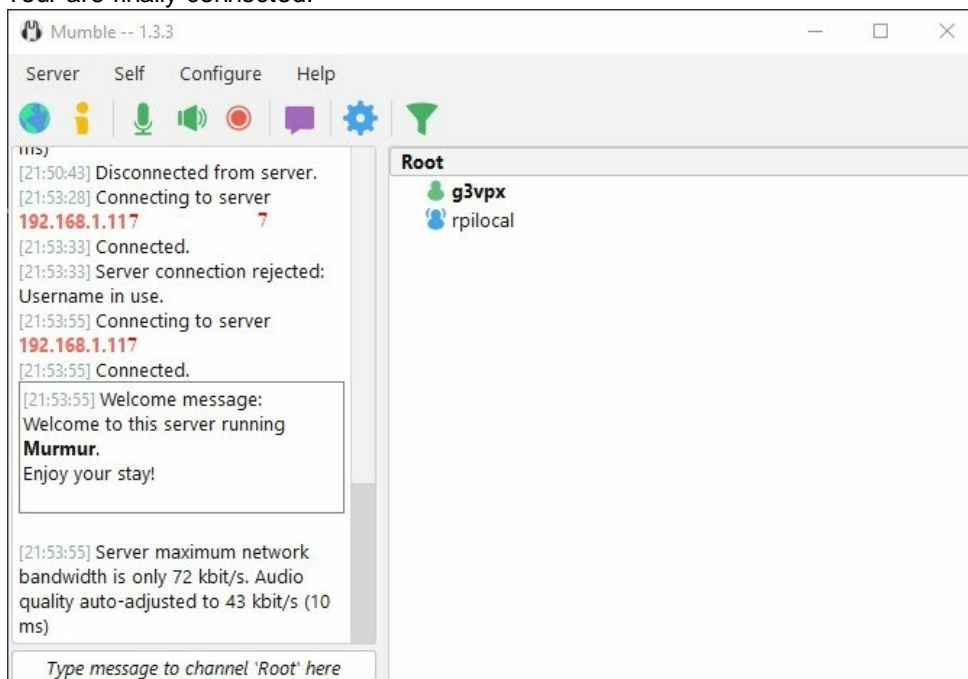 Your are finally connected.
Mumble -- 1.3.3
Server Self Configure Help
ms)
[21:50:43] Disconnected from server.
[21:53:28] Connecting to server
192.168.1.117 7
[21:53:33] Connected.
[21:53:33] Server connection rejected:
Username in use.
[21:53:55] Connecting to server
192.168.1.117
[21:53:55] Connected.
[21:53:55] Welcome message:
Welcome to this server running
Murmur.
Enjoy your stay!
[21:53:55] Server maximum network
bandwidth is only 72 kbit/s. Audio
quality auto-adjusted to 43 kbit/s (10
ms)
Type message to channel 'Root' here
Root
g3vpx
rpilocal